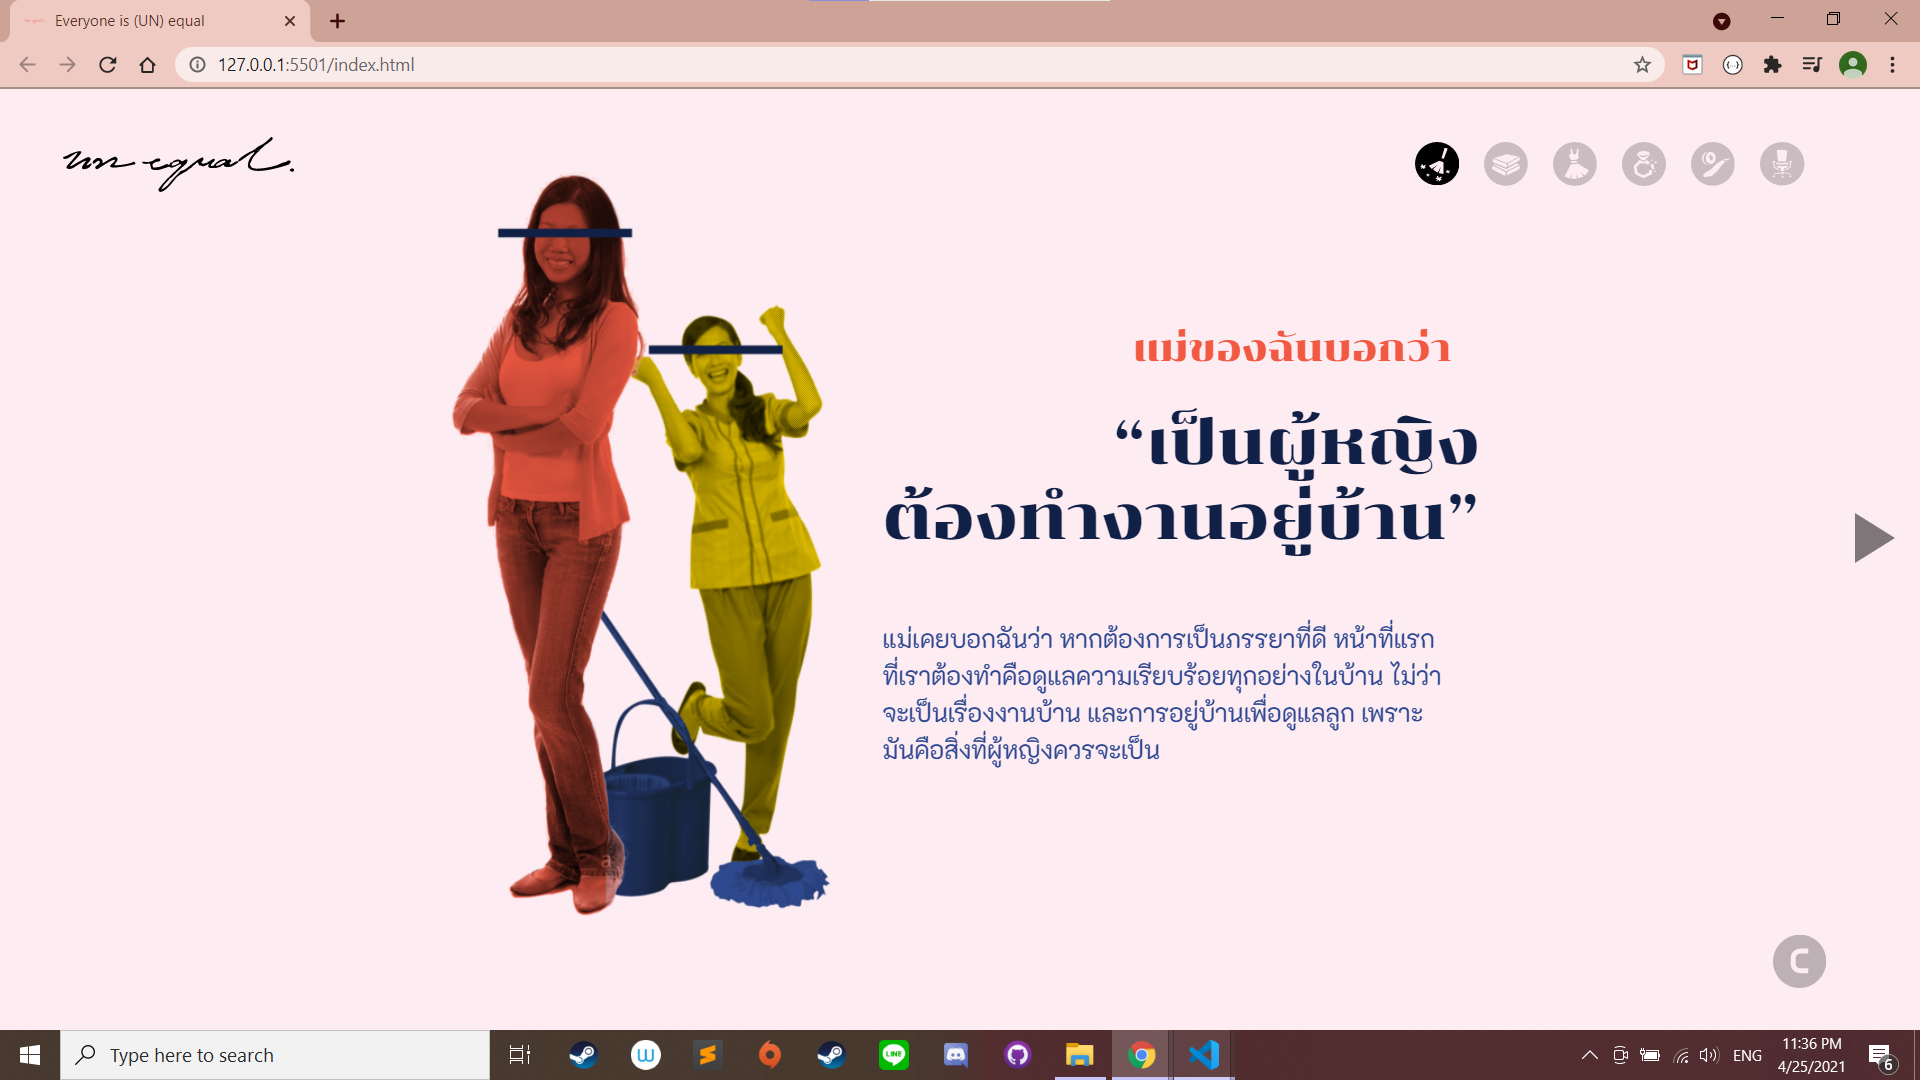 Everyone is (UN) equal
127.0.0.1:5501/index.html
un equal.
แม่ของฉันบอกว่า
“เป็นผู้หญิง
ต้องทำงานอยู่บ้าน”
แม่เคยบอกฉันว่า หากต้องการเป็นภรรยาที่ดี หน้าที่แรก
ที่เราต้องทำคือดูแลความเรียบร้อยทุกอย่างในบ้าน ไม่ว่า
จะเป็นเรื่องงานบ้าน และการอยู่บ้านเพื่อดูแลลูก เพราะ
มันคือสิ่งที่ผู้หญิงควรจะเป็น
C
Type here to search
LINE
ENG
11:36 PM
4/25/2021
6